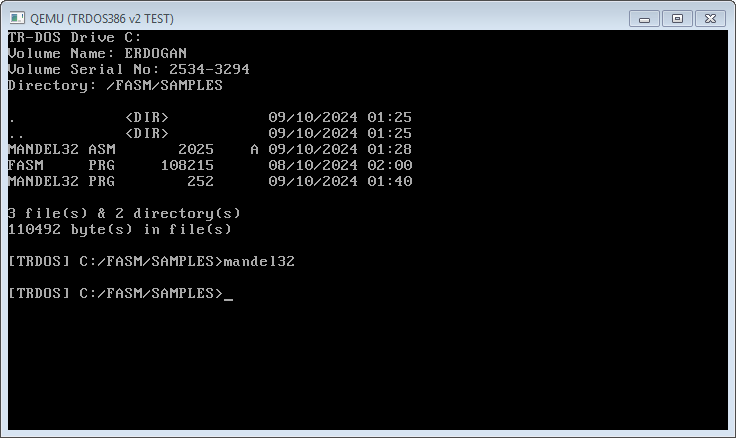 QEMU (TRDOS386 v2 TEST)
TR-DOS Drive C:
Volume Name: ERDOGAN
Volume Serial No: 2534-3294
Directory: /FASM/SAMPLES
.              <DIR>             09/10/2024 01:25
..             <DIR>             09/10/2024 01:25
MANDEL32 ASM        2025     A 09/10/2024 01:28
FASM     PRG      108215       08/10/2024 02:00
MANDEL32 PRG         252       09/10/2024 01:40
3 file(s) & 2 directory(s)
110492 byte(s) in file(s)
[TRDOS] C:/FASM/SAMPLES>mandel32
[TRDOS] C:/FASM/SAMPLES>_